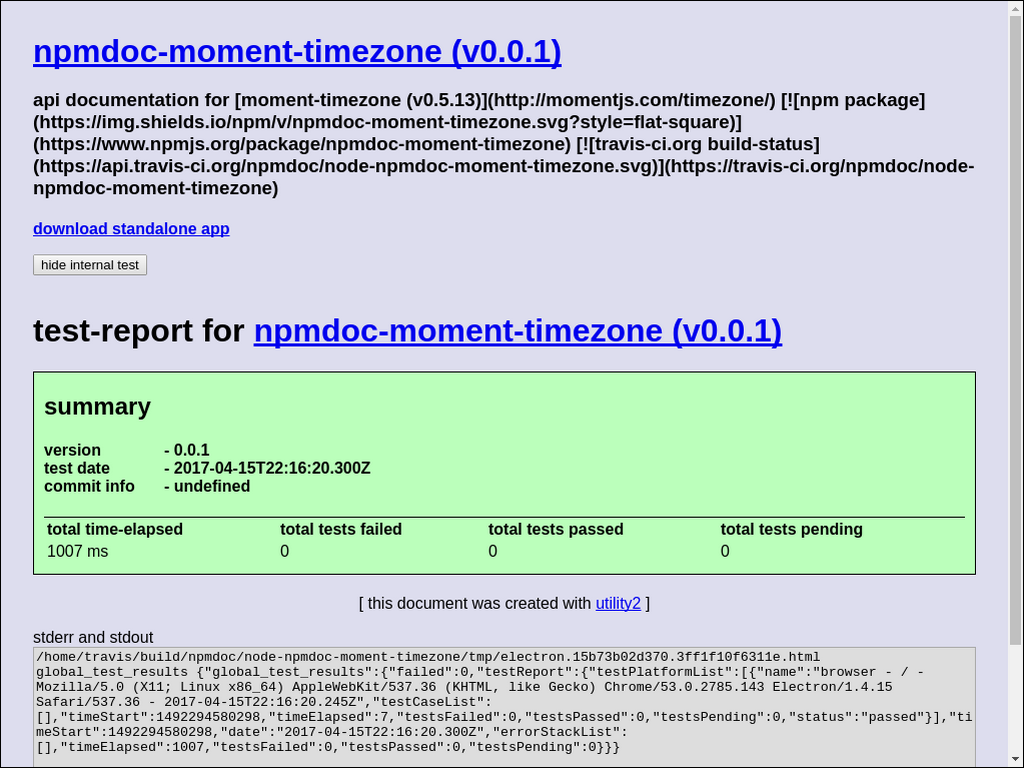 npmdoc-moment-timezone (v0.0.1)
api documentation for [moment-timezone (v0.5.13)](http://momentjs.com/timezone/) [![npm package]
(https://img.shields.io/npm/v/npmdoc-moment-timezone.svg?style=flat-square)]
(https://www.npmjs.org/package/npmdoc-moment-timezone) [![travis-ci.org build-status]
(https://api.travis-ci.org/npmdoc/node-npmdoc-moment-timezone.svg)](https://travis-ci.org/npmdoc/node-
npmdoc-moment-timezone)
download standalone app
hide internal test
test-report for npmdoc-moment-timezone (v0.0.1)
summary
version - 0.0.1
test date - 2017-04-15T22:16:20.300Z
commit info - undefined
total time-elapsed total tests failed total tests passed total tests pending
1007 ms 0 0 0
[ this document was created with utility2 ]
stderr and stdout
/home/travis/build/npmdoc/node-npmdoc-moment-timezone/tmp/electron.15b73b02d370.3ff1f10f6311e.html
global_test_results {"global_test_results":{"failed":0,"testReport":{"testPlatformList":[{"name":"browser - / -
Mozilla/5.0 (X11; Linux x86_64) AppleWebKit/537.36 (KHTML, like Gecko) Chrome/53.0.2785.143 Electron/1.4.15
Safari/537.36 - 2017-04-15T22:16:20.245Z","testCaseList":
[],"timeStart":1492294580298,"timeElapsed":7,"testsFailed":0,"testsPassed":0,"testsPending":0,"status":"passed"}],"ti
meStart":1492294580298,"date":"2017-04-15T22:16:20.300Z","errorStackList":
[],"timeElapsed":1007,"testsFailed":0,"testsPassed":0,"testsPending":0}}}